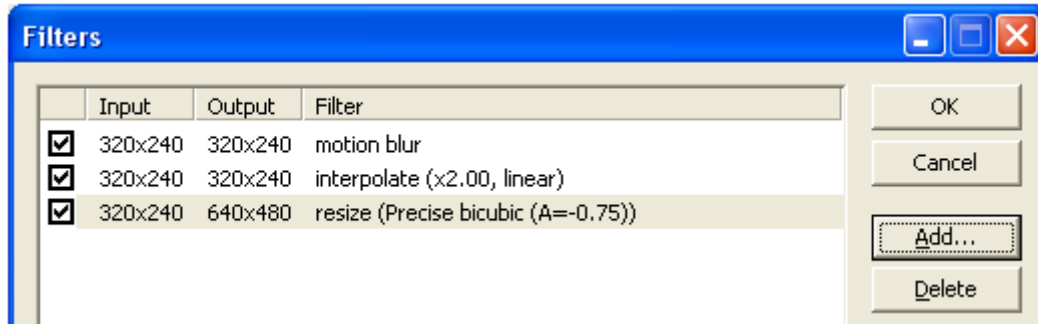 Filters
Input Output Filter
320x240 320x240 motion blur
320x240 320x240 interpolate (x2.00, linear)
320x240 640x480 resize (Precise bicubic (A=-0.75))
OK
Cancel
Add...
Delete